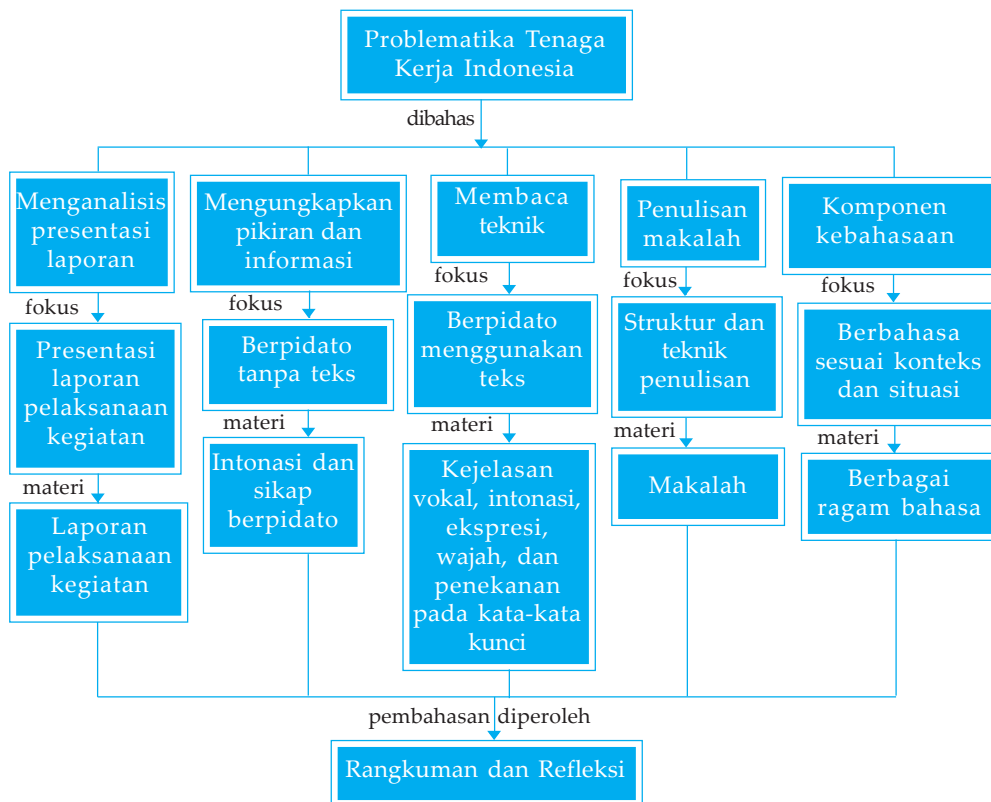 Problematika Tenaga
Kerja Indonesia
dibahas
Menganalisis
presentasi
laporan
fokus
Presentasi
laporan
pelaksanaan
kegiatan
materi
Laporan
pelaksanaan
kegiatan
Mengungkapkan
pikiran dan
informasi
fokus
Berpidato
tanpa teks
materi
Intonasi dan
sikap
berpidato
Membaca
teknik
fokus
Berpidato
menggunakan
teks
materi
Kejelasan
vokal, intonasi,
ekspresi,
wajah, dan
penekanan
pada kata-kata
kunci
Penulisan
makalah
fokus
Struktur dan
teknik
penulisan
materi
Makalah
Komponen
kebahasaan
fokus
Berbahasa
sesuai konteks
dan situasi
materi
Berbagai
ragam bahasa
pembahasan diperoleh
Rangkuman dan Refleksi